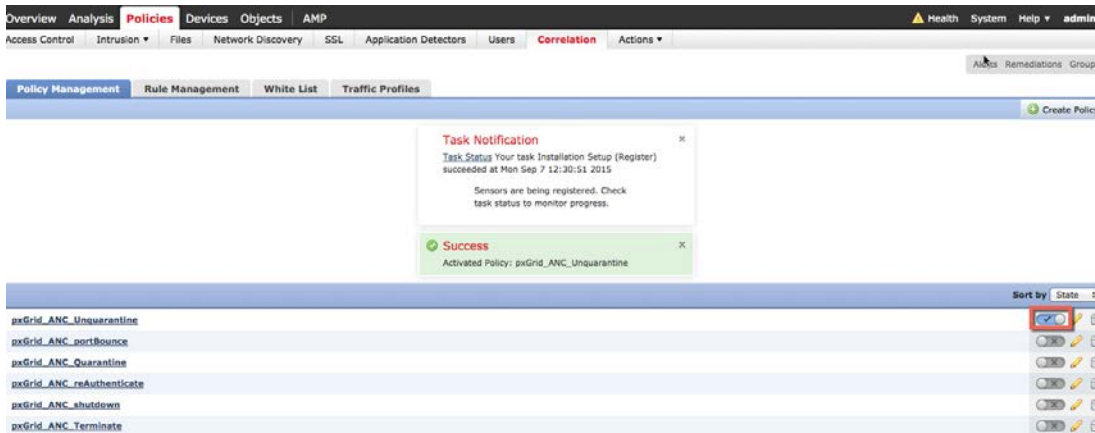 Overview Analysis Policies Devices Objects AMP Health System Help admin
Access Control Intrusion Files Network Discovery SSL Application Detectors Users Correlation Actions
Alerts Remediations Group
Policy Management Rule Management White List Traffic Profiles
Create Polic
Task Notification
Task Status Your task Installation Setup (Register)
succeeded at Mon Sep 7 12:30:51 2015
Sensors are being registered. Check
task status to monitor progress.
Success
Activated Policy: pxGrid_ANC_Unquarantine
Sort by State
pxGrid_ANC_Unquarantine
pxGrid_ANC_portBounce
pxGrid_ANC_Quarantine
pxGrid_ANC_reAuthenticate
pxGrid_ANC_shutdown
pxGrid_ANC_Terminate